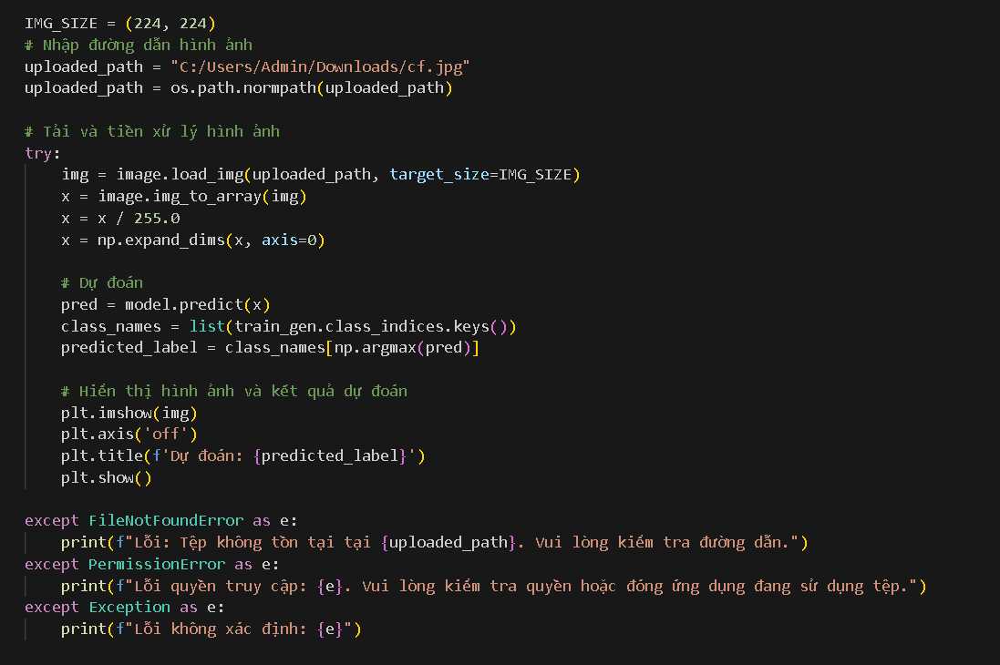 IMG_SIZE = (224, 224)
# Nhập đường dẫn hình ảnh
uploaded_path = "C:/Users/Admin/Downloads/cf.jpg"
uploaded_path = os.path.normpath(uploaded_path)
# Tải và tiền xử lý hình ảnh
try:
    img = image.load_img(uploaded_path, target_size=IMG_SIZE)
    x = image.img_to_array(img)
    x = x / 255.0
    x = np.expand_dims(x, axis=0)
    # Dự đoán
    pred = model.predict(x)
    class_names = list(train_gen.class_indices.keys())
    predicted_label = class_names[np.argmax(pred)]
    # Hiển thị hình ảnh và kết quả dự đoán
    plt.imshow(img)
    plt.axis('off')
    plt.title(f'Dự đoán: {predicted_label}')
    plt.show()
except FileNotFoundError as e:
    print(f"Lỗi: Tệp không tồn tại tại {uploaded_path}. Vui lòng kiểm tra đường dẫn.")
except PermissionError as e:
    print(f"Lỗi quyền truy cập: {e}. Vui lòng kiểm tra quyền hoặc đóng ứng dụng đang sử dụng tệp.")
except Exception as e:
    print(f"Lỗi không xác định: {e}")